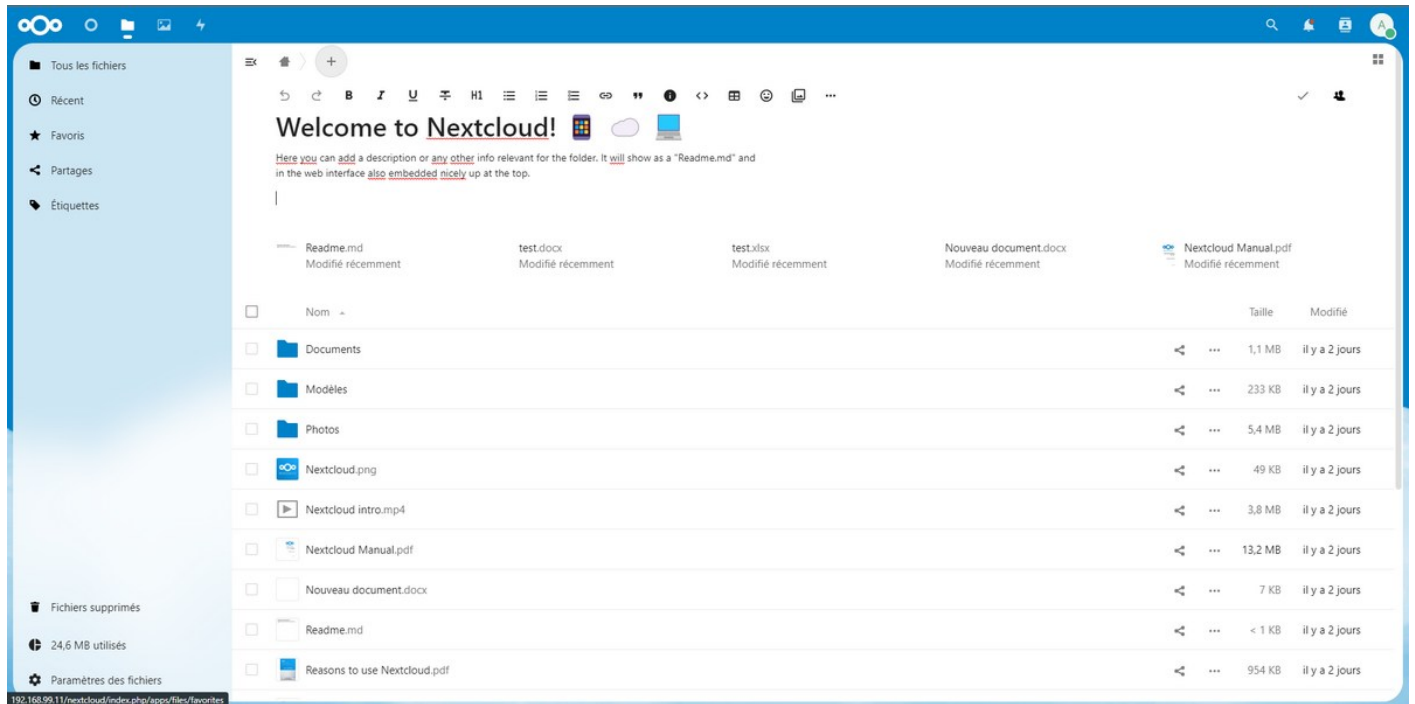 A
Tous les fichiers
Récent
Favoris
Partages
Étiquettes
B I U H1
Welcome to Nextcloud!
Here you can add a description or any other info relevant for the folder. It will show as a "Readme.md" and
in the web interface also embedded nicely up at the top.
Readme.md test.docx test.xlsx Nouveau document.docx Nextcloud Manual.pdf
Modifié récemment Modifié récemment Modifié récemment Modifié récemment Modifié récemment
Nom Taille Modifié
Documents 1,1 MB il y a 2 jours
Modèles 233 KB il y a 2 jours
Photos 5,4 MB il y a 2 jours
Nextcloud.png 49 KB il y a 2 jours
Nextcloud intro.mp4 3,8 MB il y a 2 jours
Nextcloud Manual.pdf 13,2 MB il y a 2 jours
Nouveau document.docx 7 KB il y a 2 jours
Readme.md < 1 KB il y a 2 jours
Reasons to use Nextcloud.pdf 954 KB il y a 2 jours
Fichiers supprimés
24,6 MB utilisés
Paramètres des fichiers
192.168.99.11/nextcloud/index.php/apps/files/favorites